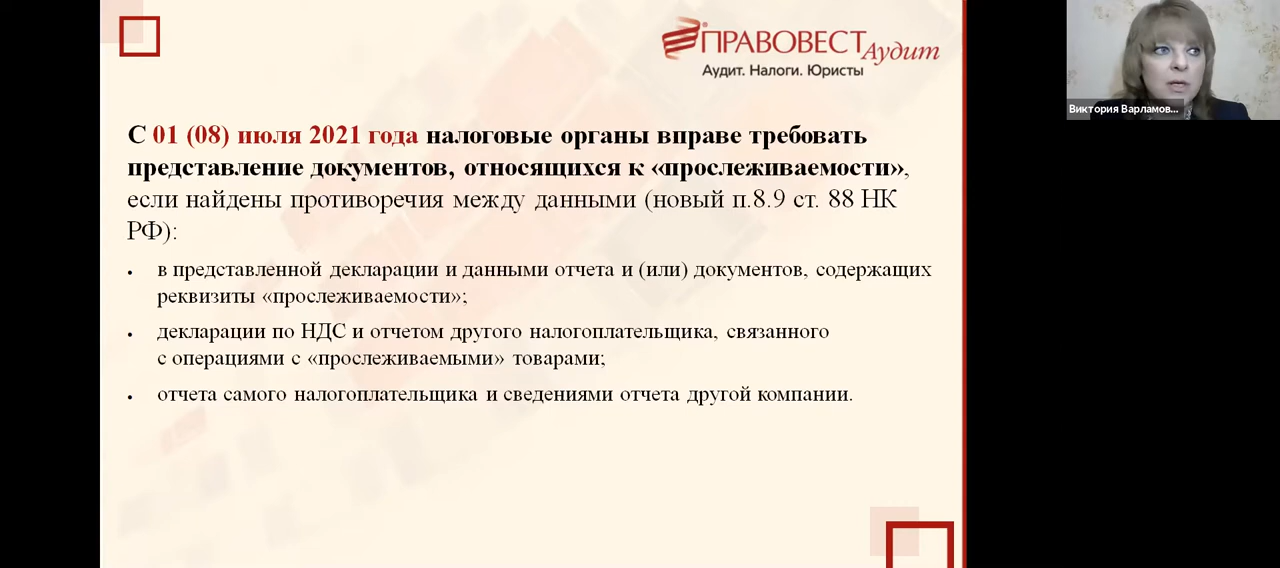 ПРАВОВЕСТ Аудит
Аудит. Налоги. Юристы
Виктория Варламов...
С 01 (08) июля 2021 года налоговые органы вправе требовать
представление документов, относящихся к «прослеживаемости»,
если найдены противоречия между данными (новый п.8.9 ст. 88 НК
РФ):
• в представленной декларации и данными отчета и (или) документов, содержащих
реквизиты «прослеживаемости»;
• декларации по НДС и отчетом другого налогоплательщика, связанного
с операциями с «прослеживаемыми» товарами;
• отчета самого налогоплательщика и сведениями отчета другой компании.